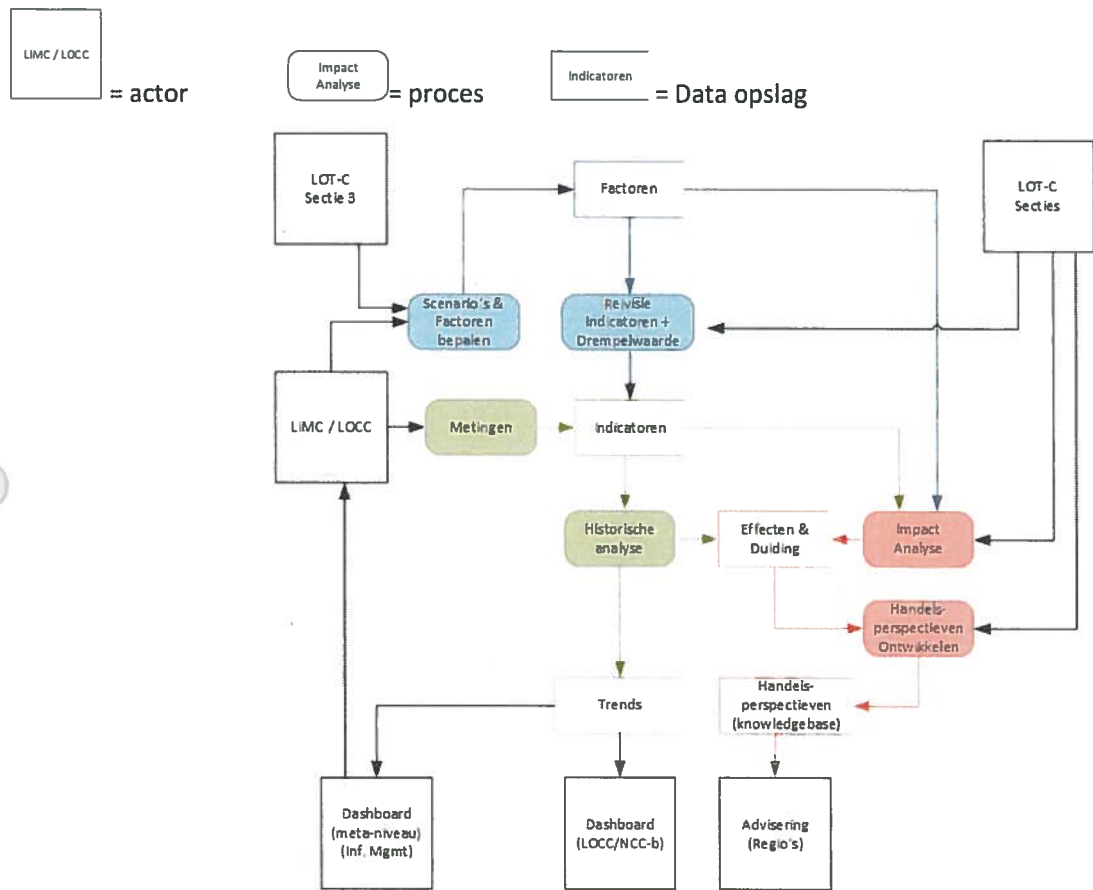 LIMC / LOCC
= actor
Impact
Analyse
= proces
Indicatoren
= Data opslag
LOT-C
Sectie 3
Factoren
LOT-C
Secties
Scenario's &
Factoren
bepalen
Revisie
Indicatoren +
Drempelwaarde
LIMC / LOCC
Metingen
Indicatoren
Historische
analyse
Effecten &
Duiding
Impact
Analyse
Handels-
perspectieven
Ontwikkelen
Trends
Handels-
perspectieven
(knowledgebase)
Dashboard
(meta-niveau)
(Inf. Mgmt)
Dashboard
(LOCC/NCC-b)
Advisering
(Regio's)